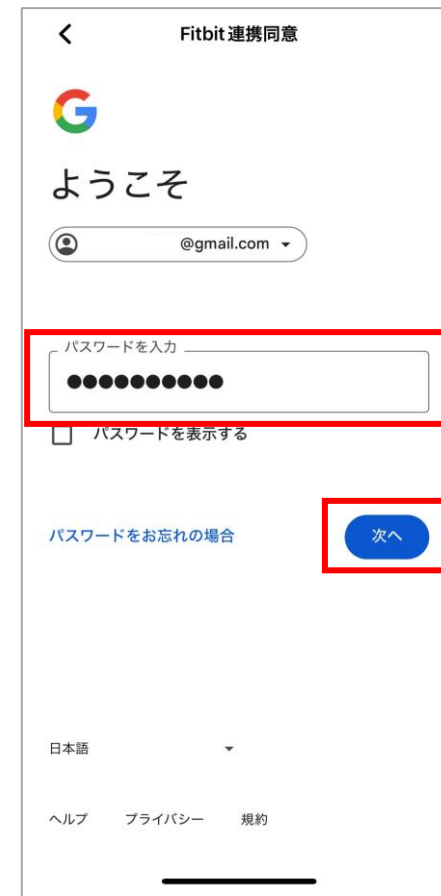 Fitbit連携同意
ようこそ
@gmail.com
パスワードを入力
●●●●●●●●●●
パスワードを表示する
パスワードをお忘れの場合
次へ
日本語
ヘルプ プライバシー 規約